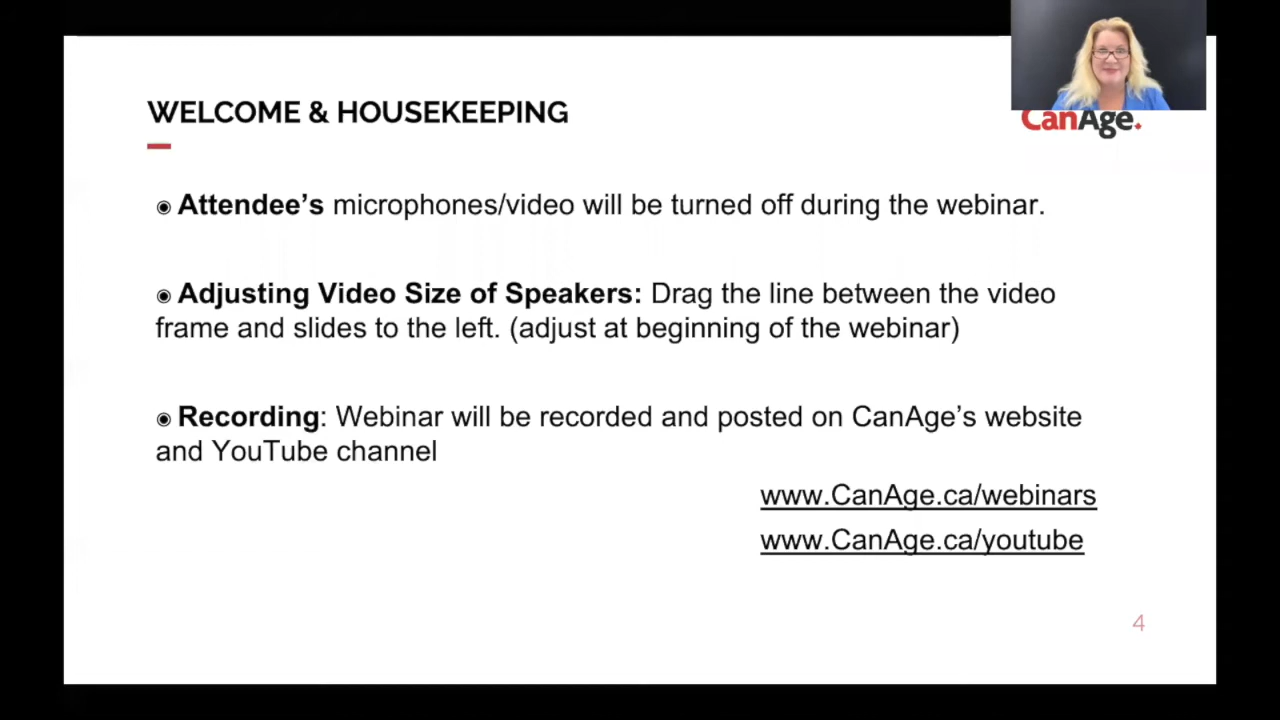 WELCOME & HOUSEKEEPING
CanAge.
◉ Attendee’s microphones/video will be turned off during the webinar.
◉ Adjusting Video Size of Speakers: Drag the line between the video
frame and slides to the left. (adjust at beginning of the webinar)
◉ Recording: Webinar will be recorded and posted on CanAge’s website
and YouTube channel
www.CanAge.ca/webinars
www.CanAge.ca/youtube
4